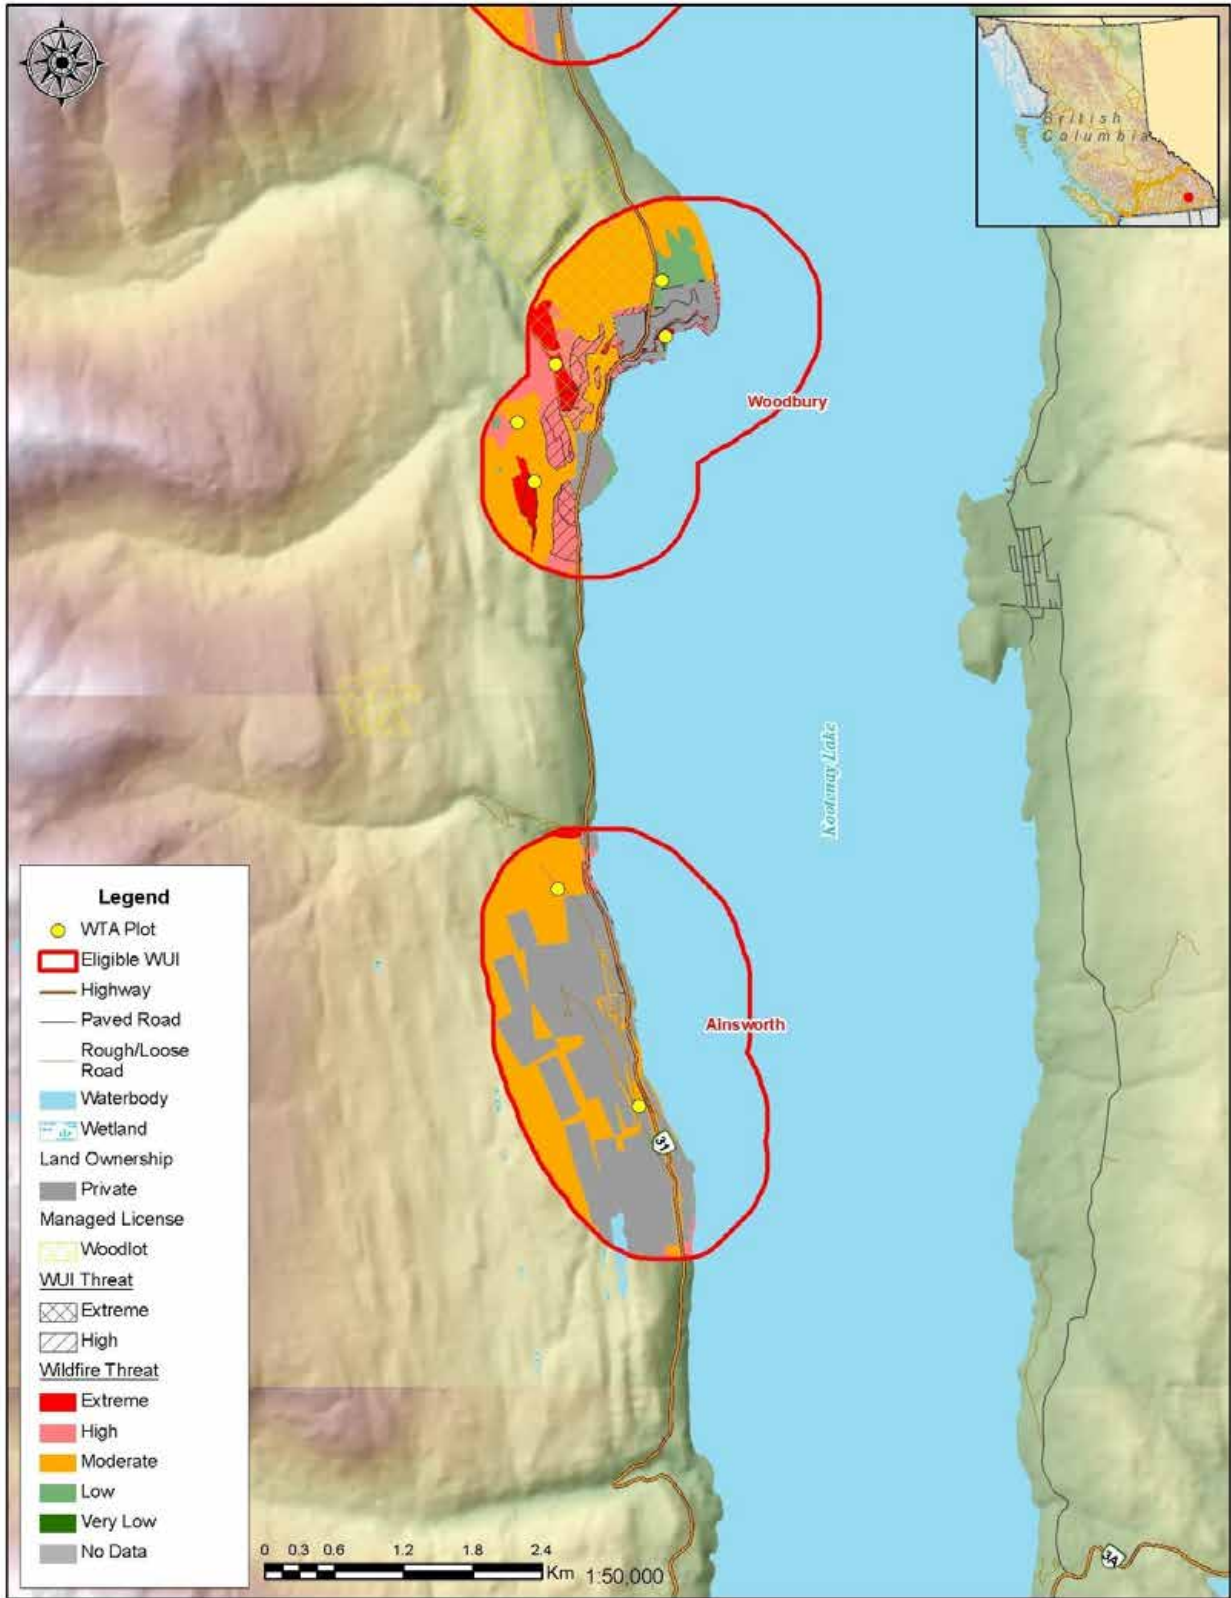 British
Columbia
Woodbury
Kootenay Lake
Ainsworth
31
3A
Legend
WTA Plot
Eligible WUI
Highway
Paved Road
Rough/Loose
Road
Waterbody
Wetland
Land Ownership
Private
Managed License
Woodlot
WUI Threat
Extreme
High
Wildfire Threat
Extreme
High
Moderate
Low
Very Low
No Data
0 0.3 0.6 1.2 1.8 2.4
Km 1:50,000